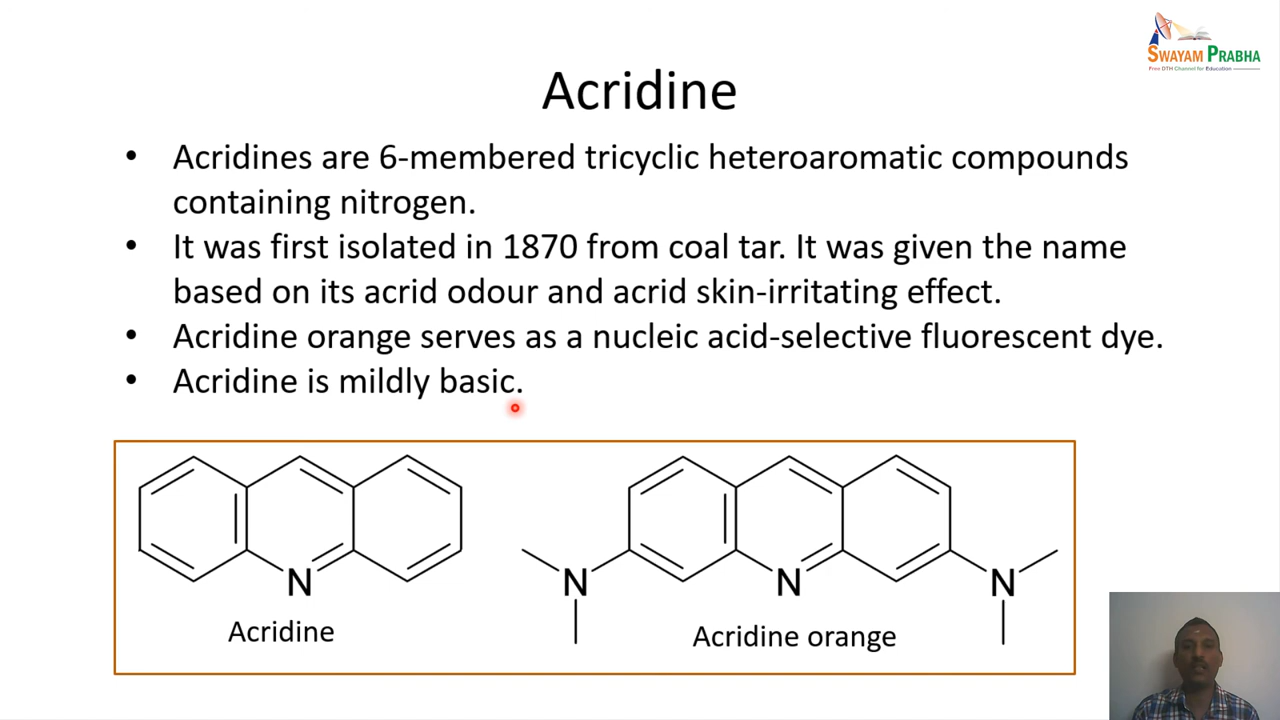 SWAYAM PRABHA
Free DTH Channel for Education
Acridine
• Acridines are 6-membered tricyclic heteroaromatic compounds
containing nitrogen.
• It was first isolated in 1870 from coal tar. It was given the name
based on its acrid odour and acrid skin-irritating effect.
• Acridine orange serves as a nucleic acid-selective fluorescent dye.
• Acridine is mildly basic.
N
N
N
N
Acridine
Acridine orange